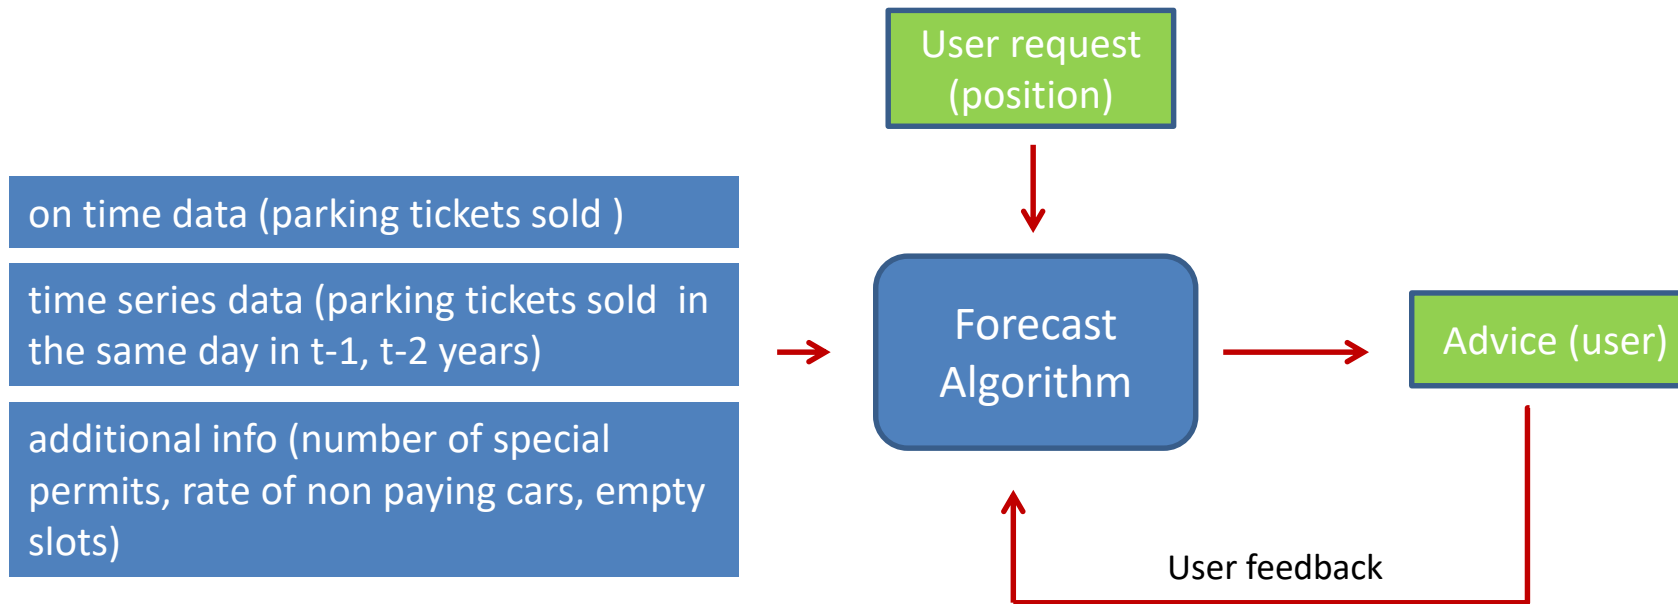 User request
(position)
on time data (parking tickets sold )
time series data (parking tickets sold  in
the same day in t-1, t-2 years)
additional info (number of special
permits, rate of non paying cars, empty
slots)
Forecast
Algorithm
Advice (user)
User feedback